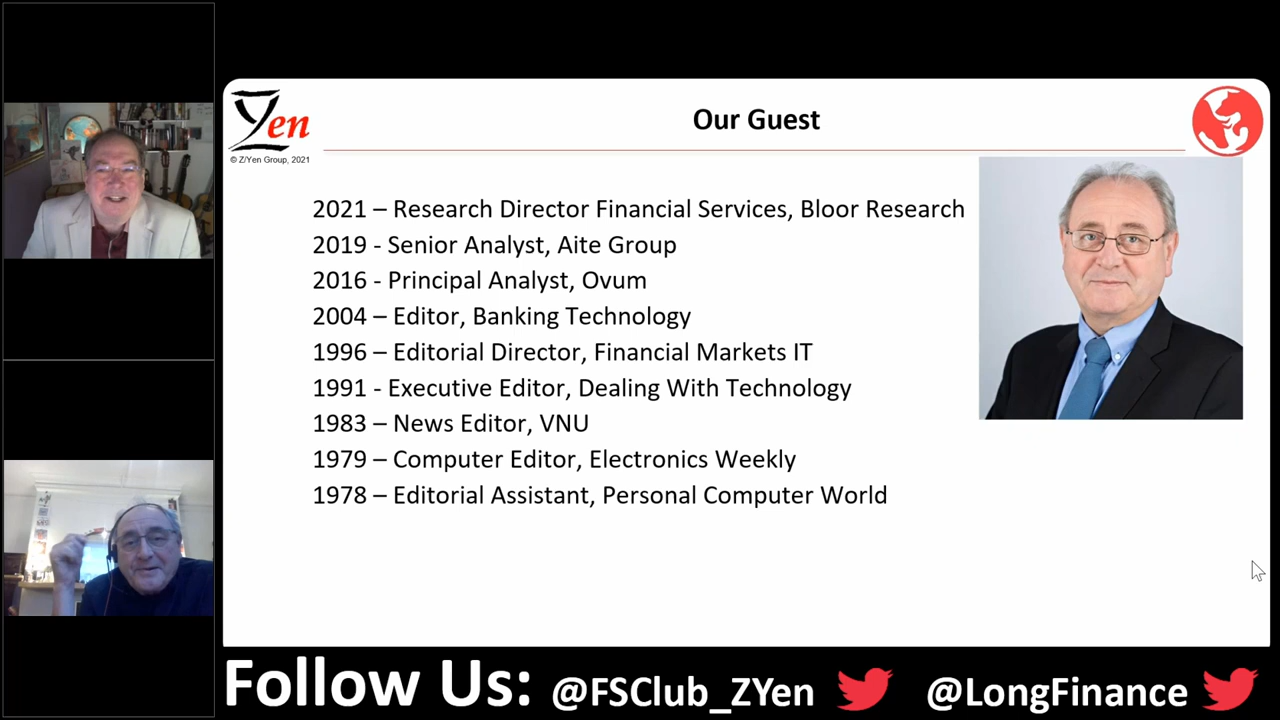 Zyen
© Z/Yen Group, 2021
Our Guest
2021 – Research Director Financial Services, Bloor Research
2019 - Senior Analyst, Aite Group
2016 - Principal Analyst, Ovum
2004 – Editor, Banking Technology
1996 – Editorial Director, Financial Markets IT
1991 - Executive Editor, Dealing With Technology
1983 – News Editor, VNU
1979 – Computer Editor, Electronics Weekly
1978 – Editorial Assistant, Personal Computer World
Follow Us: @FSClub_ZYen @LongFinance